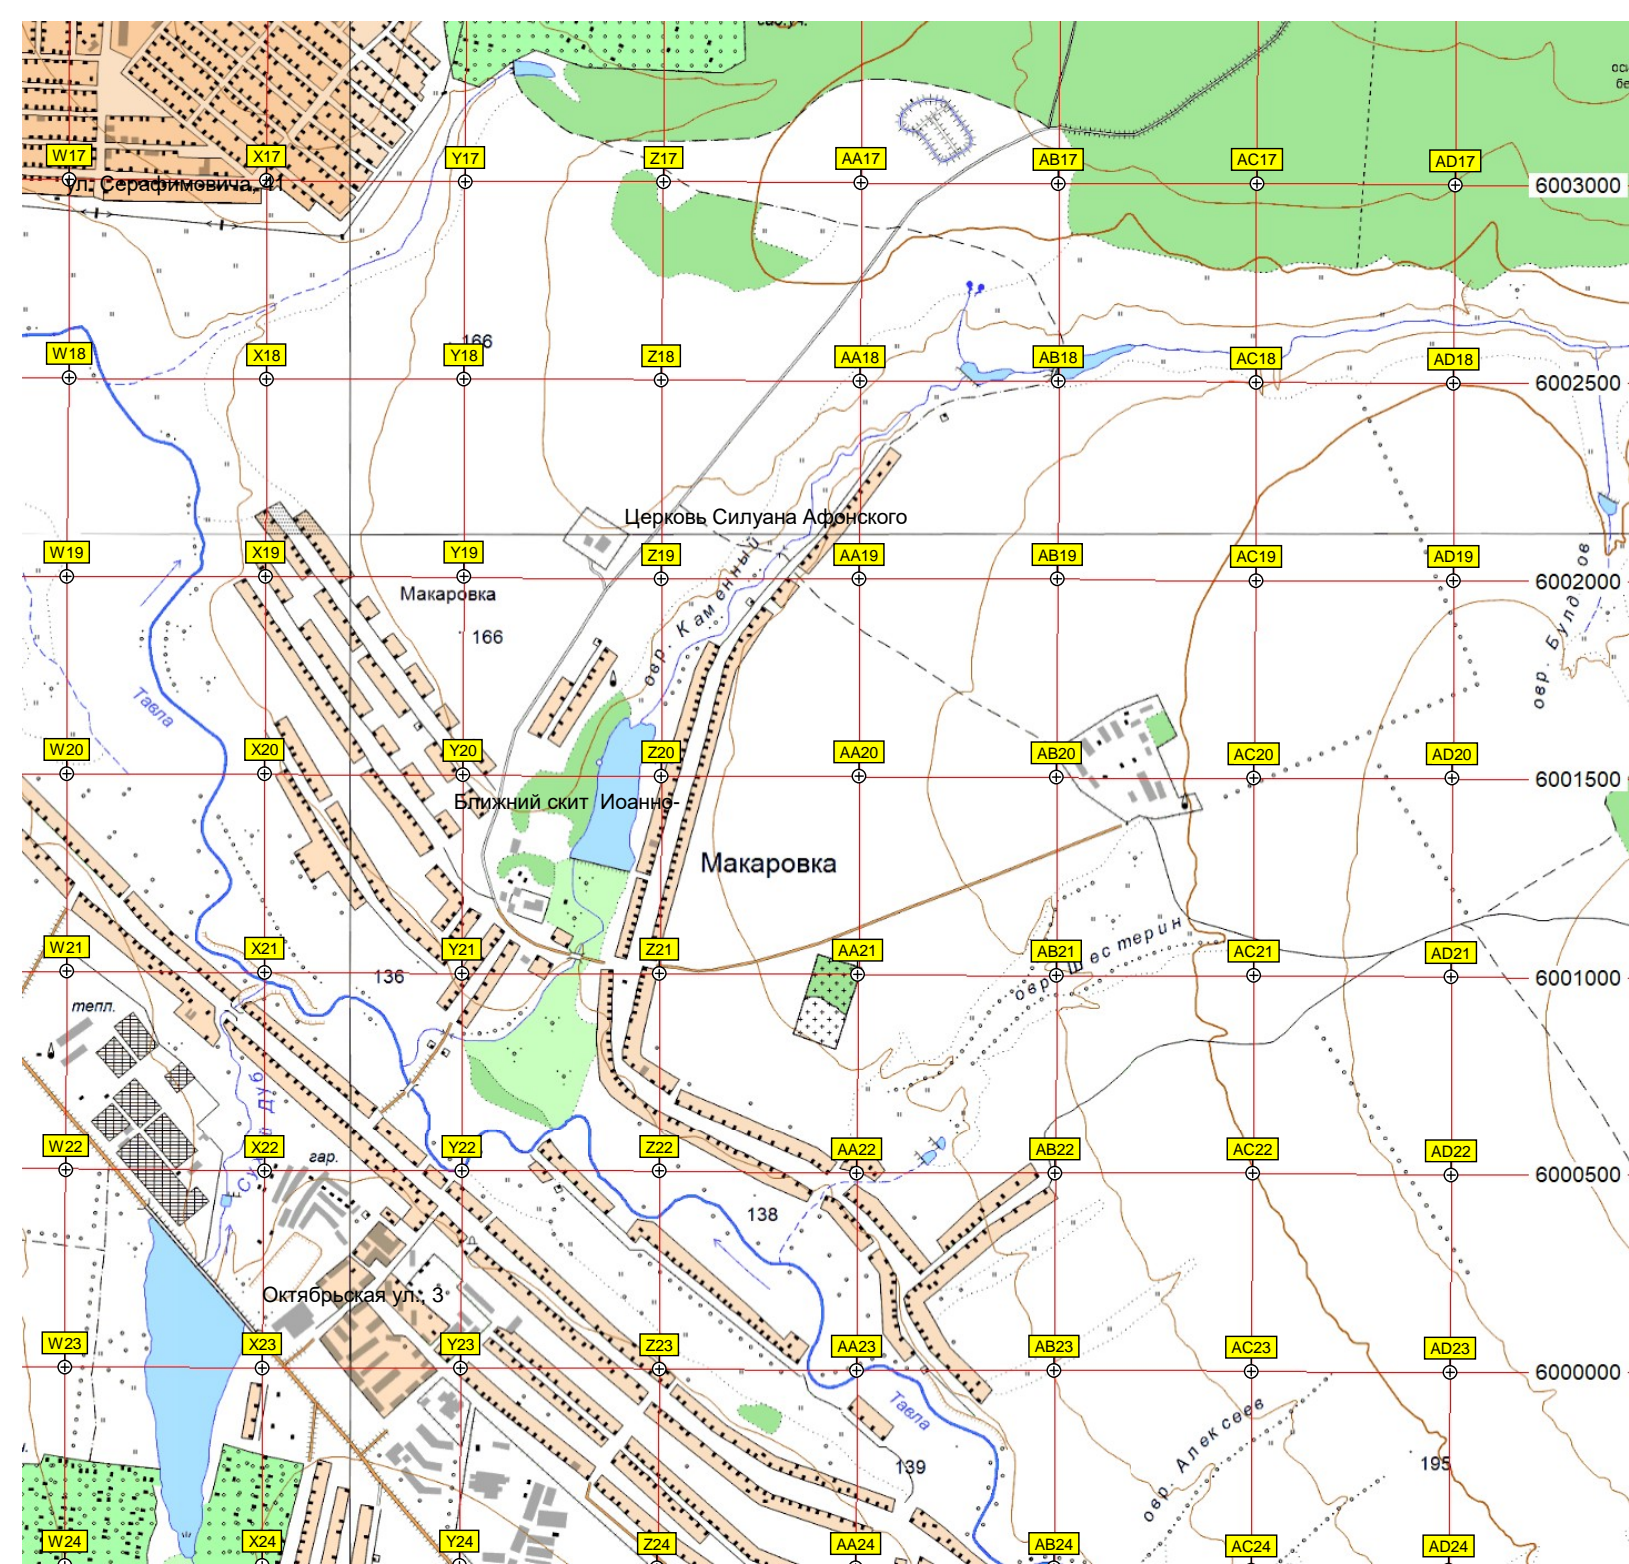 W17 X17 Y17 Z17 AA17 AB17 AC17 AD17
ул. Серафимовича, 41
6003000
166
W18 X18 Y18 Z18 AA18 AB18 AC18 AD18
6002500
Церковь Силуана Афонского
W19 X19 Y19 Z19 AA19 AB19 AC19 AD19
6002000
Макаровка
166
овр. Каменный
овр. Булд ов
Тавла
W20 X20 Y20 Z20 AA20 AB20 AC20 AD20
6001500
Ближний скит Иоанно-
Макаровка
W21 X21 Y21 Z21 AA21 AB21 AC21 AD21
6001000
овр. Шестерин
136
тепл.
W22 X22 Y22 Z22 AA22 AB22 AC22 AD22
6000500
гар.
138
Октябрьская ул., 3
W23 X23 Y23 Z23 AA23 AB23 AC23 AD23
6000000
Тавла
овр. Алексеев
139
195
W24 X24 Y24 Z24 AA24 AB24 AC24 AD24